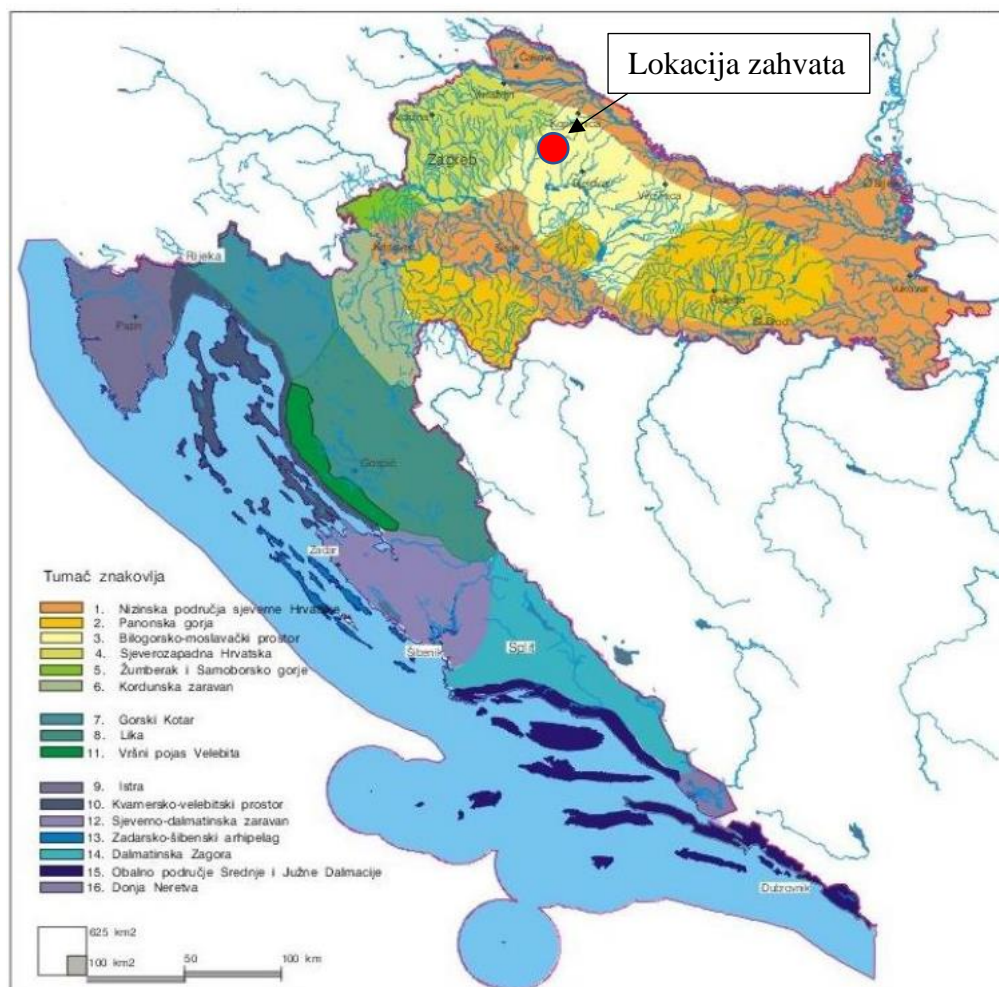 Lokacija zahvata
Zagreb
Rijeka
Pazin
Gospić
Zadar
Šibenik
Split
Dubrovnik
Tumač znakovlja
1. Nizinska područja sjeverne Hrvatske
2. Panonska gorja
3. Bilogorsko-moslavački prostor
4. Sjeverozapadna Hrvatska
5. Žumberak i Samoborsko gorje
6. Kordunska zaravan
7. Gorski Kotar
8. Lika
11. Vršni pojas Velebita
9. Istra
10. Kvarnersko-velebitski prostor
12. Sjeverno-dalmatinska zaravan
13. Zadarsko-šibenski arhipelag
14. Dalmatinska Zagora
15. Obalno područje Srednje i Južne Dalmacije
16. Donja Neretva
625 km2
100 km2
50
100 km